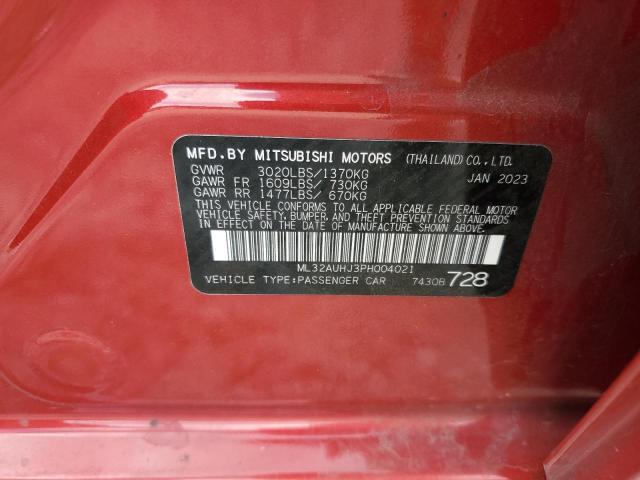 MFD.BY MITSUBISHI MOTORS (THAILAND) CO.,LTD.
GVWR 3020LBS/1370KG JAN 2023
GAWR FR 1609LBS/ 730KG
GAWR RR 1477LBS/ 670KG
THIS VEHICLE CONFORMS TO ALL APPLICABLE FEDERAL MOTOR
VEHICLE SAFETY, BUMPER, AND THEFT PREVENTION STANDARDS
IN EFFECT ON THE DATE OF MANUFACTURE SHOWN ABOVE.
ML32AUHJ3PH004021
VEHICLE TYPE:PASSENGER CAR 7430B 728